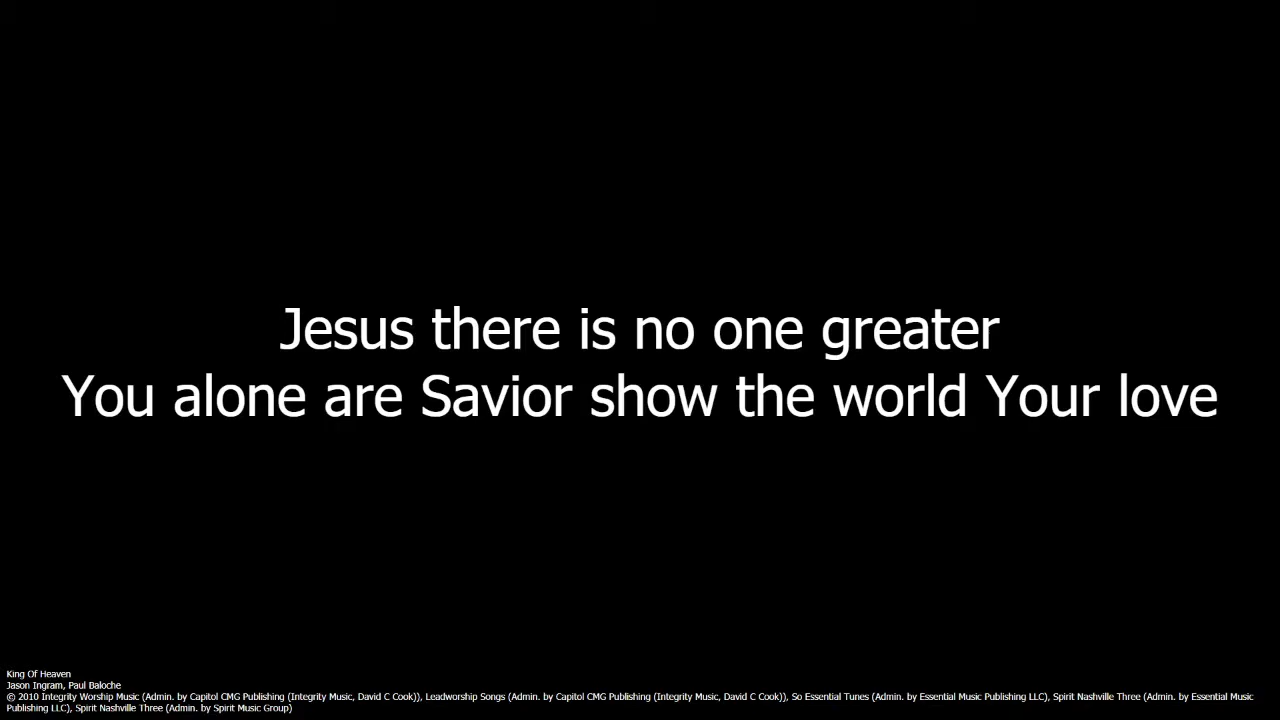 Jesus there is no one greater
You alone are Savior show the world Your love
King Of Heaven
Jason Ingram, Paul Baloche
© 2010 Integrity Worship Music (Admin. by Capitol CMG Publishing (Integrity Music, David C Cook)), Leadworship Songs (Admin. by Capitol CMG Publishing (Integrity Music, David C Cook)), So Essential Tunes (Admin. by Essential Music Publishing LLC), Spirit Nashville Three (Admin. by Essential Music
Publishing LLC), Spirit Nashville Three (Admin. by Spirit Music Group)